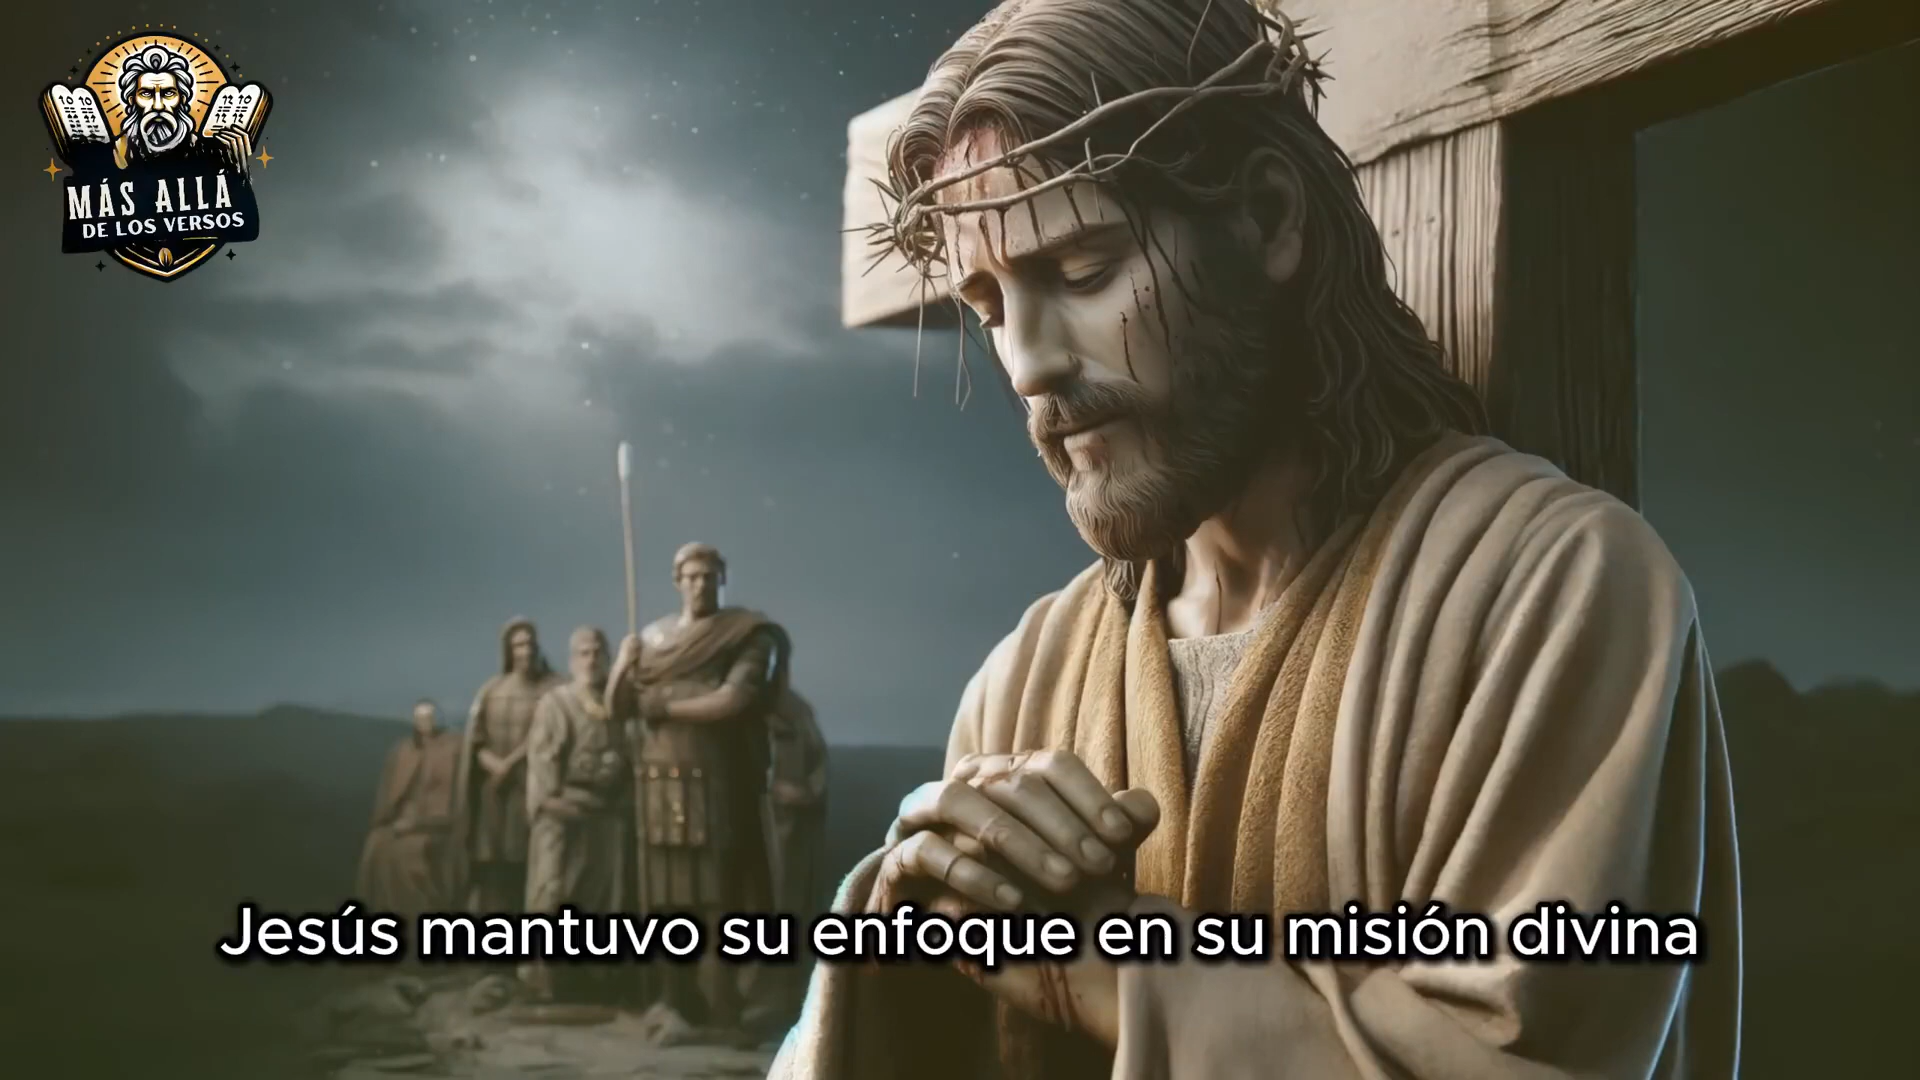 MÁS ALLÁ
DE LOS VERSOS
Jesús mantuvo su enfoque en su misión divina